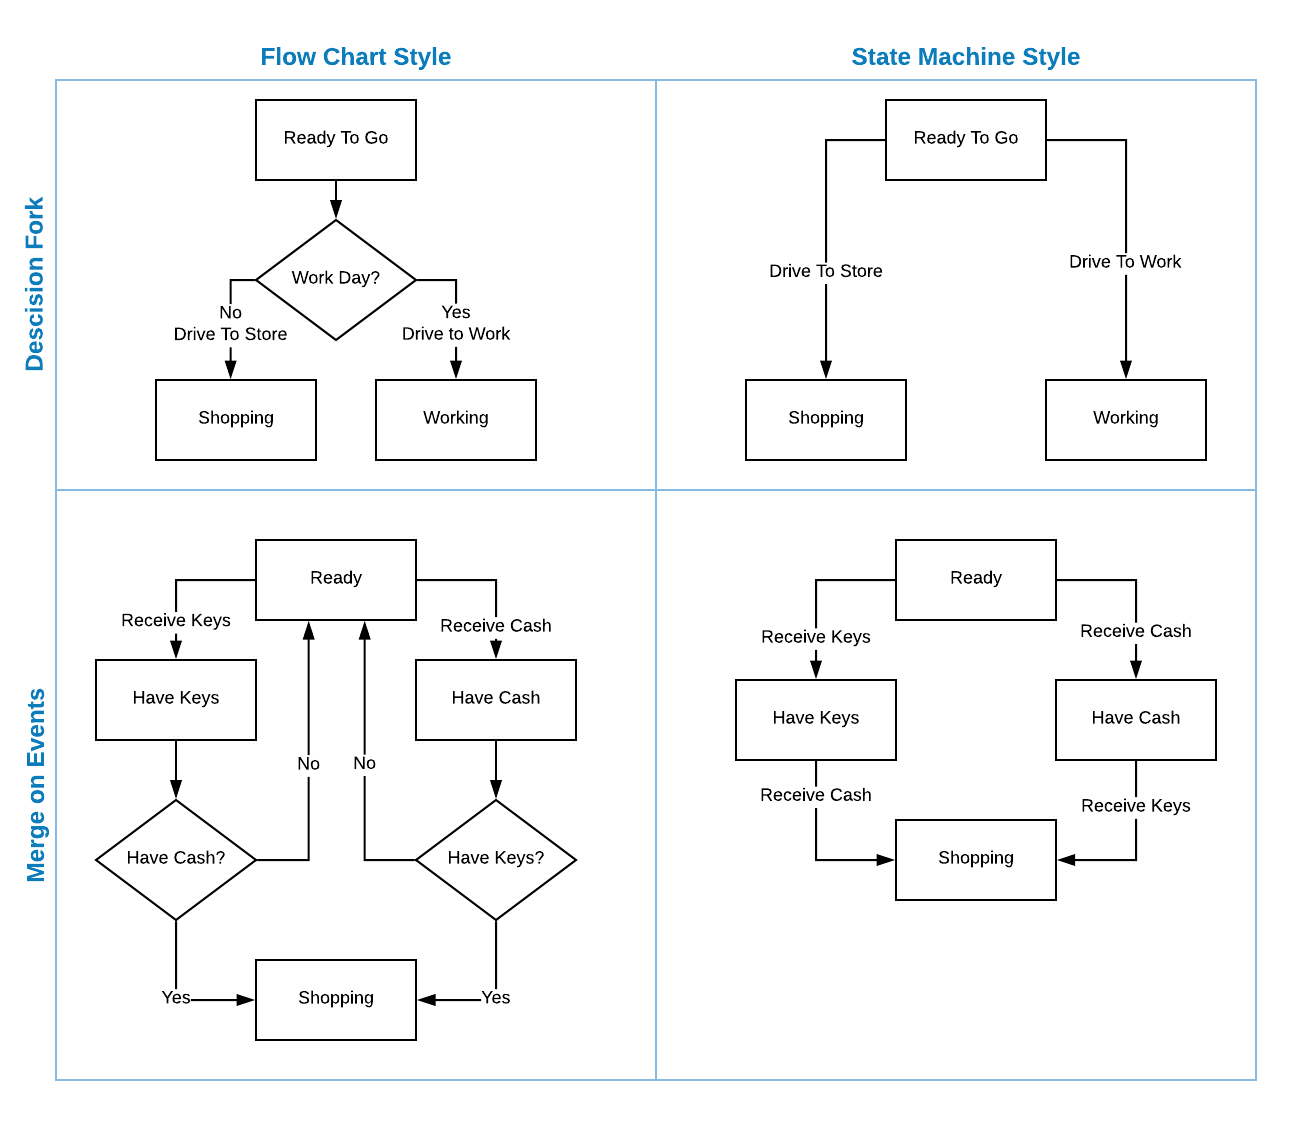 Flow Chart Style
State Machine Style
Descision Fork
Ready To Go
Work Day?
No
Drive To Store
Yes
Drive to Work
Shopping
Working
Ready To Go
Drive To Store
Drive To Work
Shopping
Working
Merge on Events
Ready
Receive Keys
Receive Cash
Have Keys
Have Cash
No
No
Have Cash?
Have Keys?
Yes
Shopping
Yes
Ready
Receive Keys
Receive Cash
Have Keys
Have Cash
Receive Cash
Receive Keys
Shopping